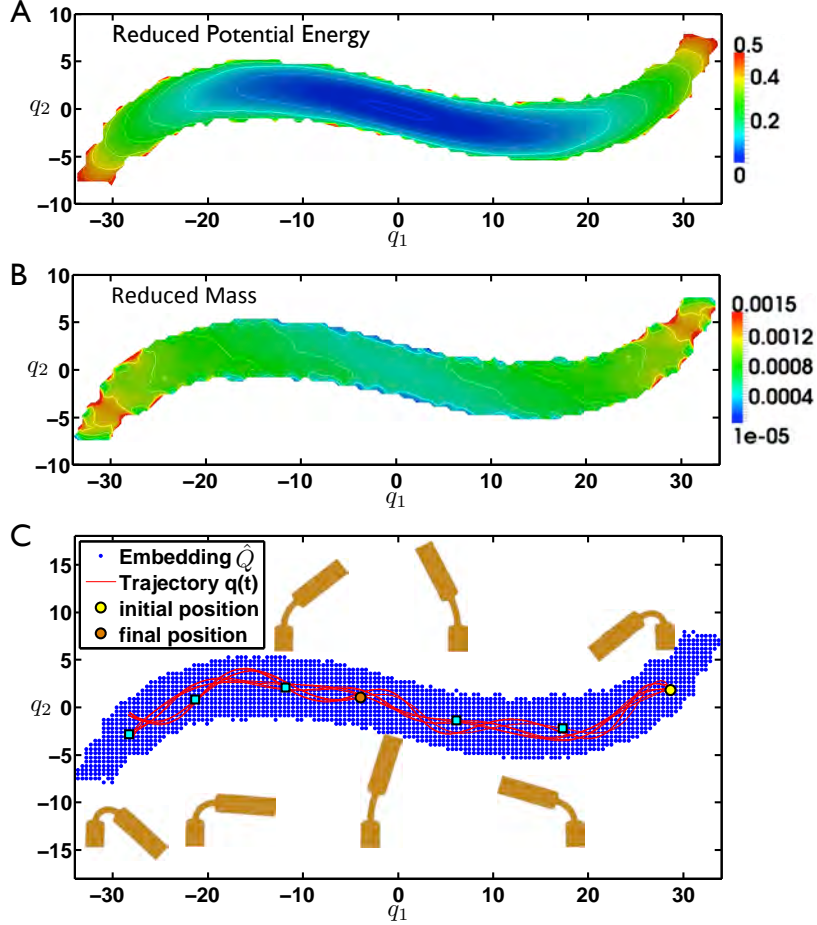 A
Reduced Potential Energy
10
5
0
−5
−10
q2
−30 −20 −10 0 10 20 30
q1
0.5
0.4
0.2
0
B
Reduced Mass
10
5
0
−5
−10
q2
−30 −20 −10 0 10 20 30
q1
0.0015
0.0012
0.0008
0.0004
1e-05
C
Embedding Q̂
Trajectory q(t)
initial position
final position
15
10
5
0
−5
−10
−15
q2
−30 −20 −10 0 10 20 30
q1